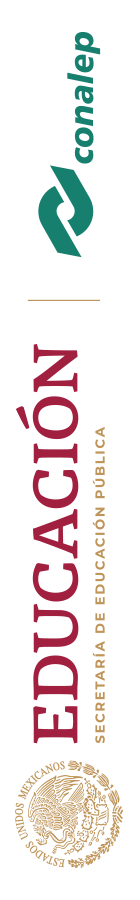 ESTADOS UNIDOS MEXICANOS
EDUCACIÓN
SECRETARÍA DE EDUCACIÓN PÚBLICA
conalep